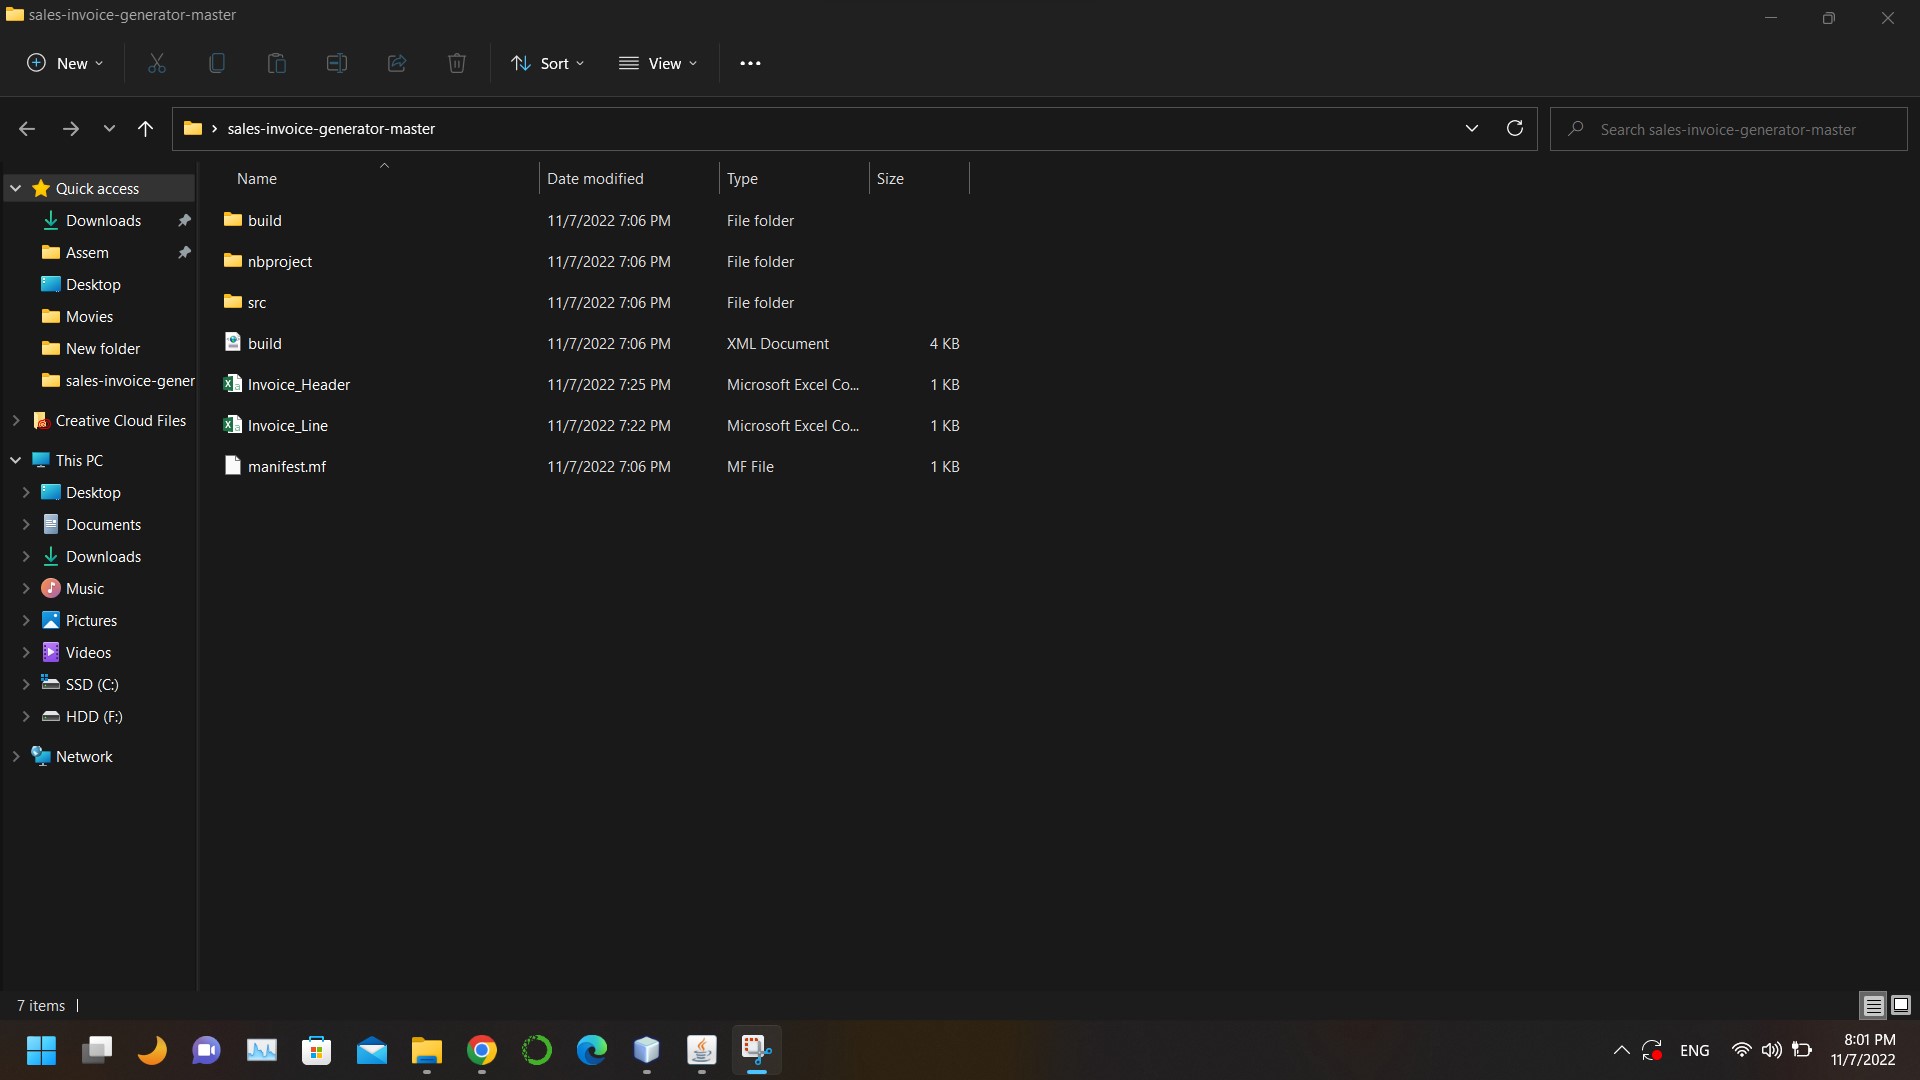 sales-invoice-generator-master
New
Sort
View
sales-invoice-generator-master
Search sales-invoice-generator-master
Name Date modified Type Size
Quick access
Downloads
Assem
Desktop
Movies
New folder
sales-invoice-gener
Creative Cloud Files
This PC
Desktop
Documents
Downloads
Music
Pictures
Videos
SSD (C:)
HDD (F:)
Network
build 11/7/2022 7:06 PM File folder
nbproject 11/7/2022 7:06 PM File folder
src 11/7/2022 7:06 PM File folder
build 11/7/2022 7:06 PM XML Document 4 KB
Invoice_Header 11/7/2022 7:25 PM Microsoft Excel Co... 1 KB
Invoice_Line 11/7/2022 7:22 PM Microsoft Excel Co... 1 KB
manifest.mf 11/7/2022 7:06 PM MF File 1 KB
7 items
ENG
8:01 PM
11/7/2022